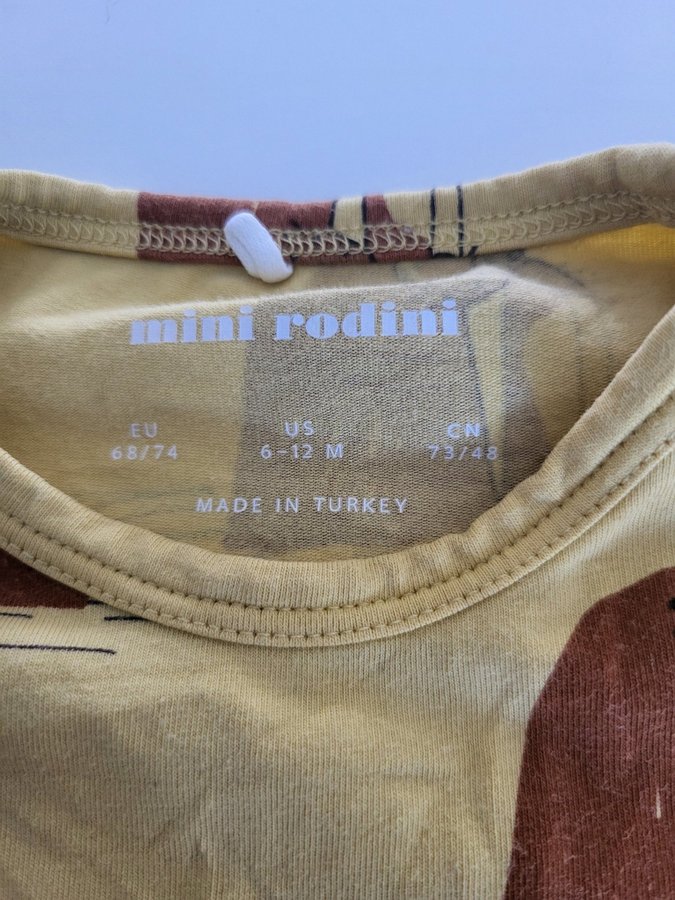 mini rodini
EU US CN
68/74 6-12 M 73/48
MADE IN TURKEY